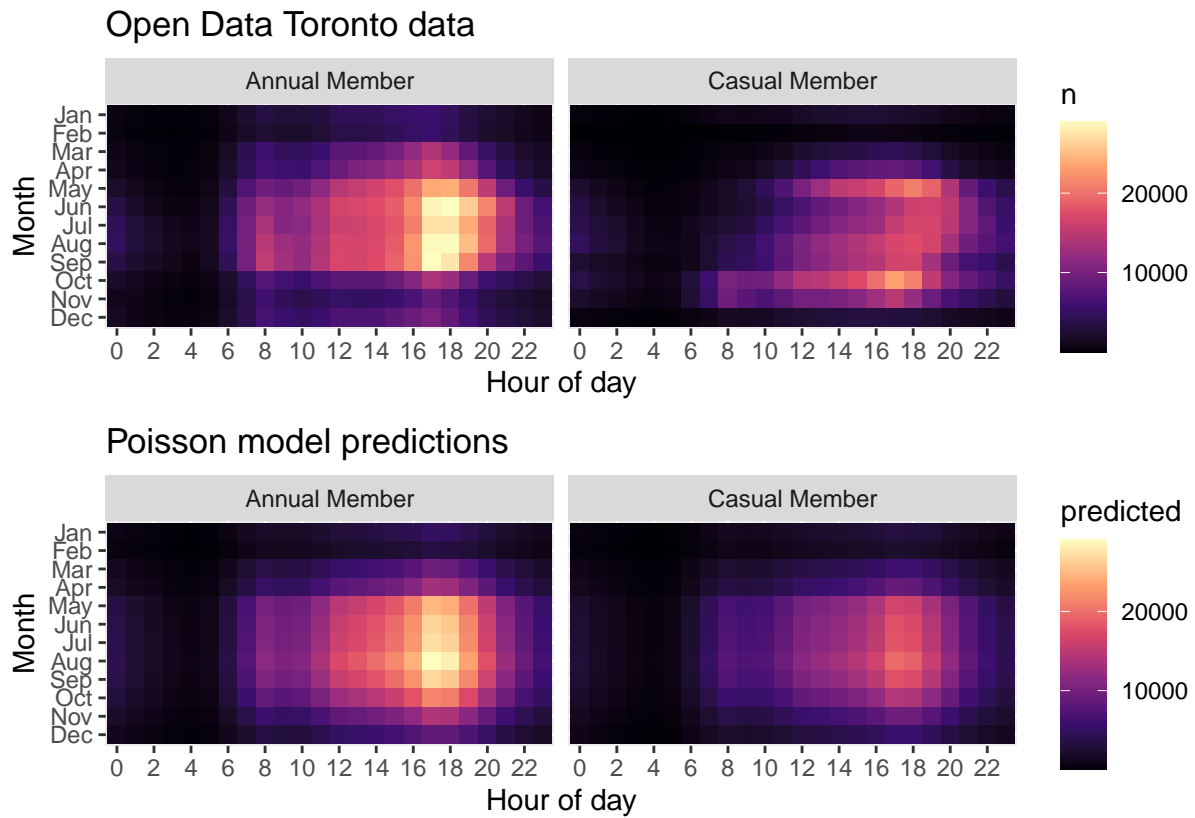 Open Data Toronto data
Annual Member
Casual Member
n
Month
Jan
Feb
Mar
Apr
May
Jun
Jul
Aug
Sep
Oct
Nov
Dec
20000
10000
0 2 4 6 8 10 12 14 16 18 20 22
0 2 4 6 8 10 12 14 16 18 20 22
Hour of day
Poisson model predictions
Annual Member
Casual Member
predicted
Month
Jan
Feb
Mar
Apr
May
Jun
Jul
Aug
Sep
Oct
Nov
Dec
20000
10000
0 2 4 6 8 10 12 14 16 18 20 22
0 2 4 6 8 10 12 14 16 18 20 22
Hour of day